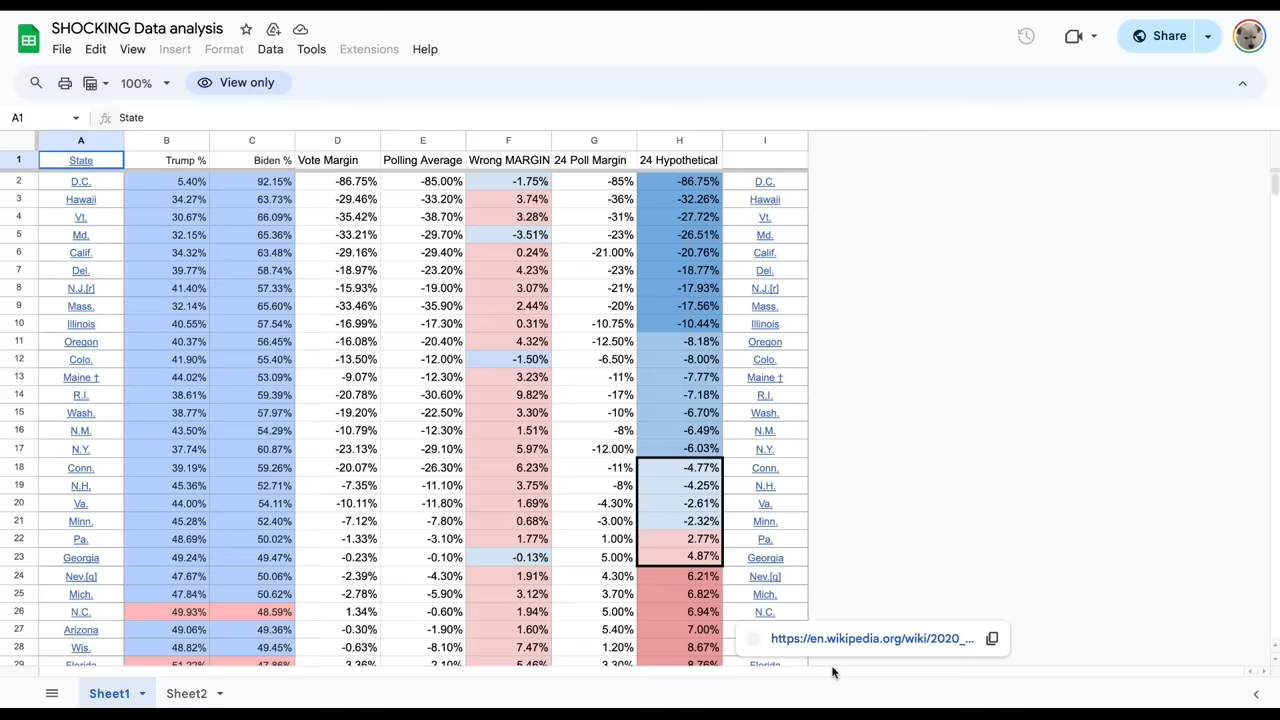 SHOCKING Data analysis
File Edit View Insert Format Data Tools Extensions Help
Share
100% View only
A1 State
A B C D E F G H I
1 State Trump % Biden % Vote Margin Polling Average Wrong MARGIN 24 Poll Margin 24 Hypothetical
2 D.C. 5.40% 92.15% -86.75% -85.00% -1.75% -85% -86.75% D.C.
3 Hawaii 34.27% 63.73% -29.46% -33.20% 3.74% -36% -32.26% Hawaii
4 Vt. 30.67% 66.09% -35.42% -38.70% 3.28% -31% -27.72% Vt.
5 Md. 32.15% 65.36% -33.21% -29.70% -3.51% -23% -26.51% Md.
6 Calif. 34.32% 63.48% -29.16% -29.40% 0.24% -21.00% -20.76% Calif.
7 Del. 39.77% 58.74% -18.97% -23.20% 4.23% -23% -18.77% Del.
8 N.J.[r] 41.40% 57.33% -15.93% -19.00% 3.07% -21% -17.93% N.J.[r]
9 Mass. 32.14% 65.60% -33.46% -35.90% 2.44% -20% -17.56% Mass.
10 Illinois 40.55% 57.54% -16.99% -17.30% 0.31% -10.75% -10.44% Illinois
11 Oregon 40.37% 56.45% -16.08% -20.40% 4.32% -12.50% -8.18% Oregon
12 Colo. 41.90% 55.40% -13.50% -12.00% -1.50% -6.50% -8.00% Colo.
13 Maine † 44.02% 53.09% -9.07% -12.30% 3.23% -11% -7.77% Maine †
14 R.I. 38.61% 59.39% -20.78% -30.60% 9.82% -17% -7.18% R.I.
15 Wash. 38.77% 57.97% -19.20% -22.50% 3.30% -10% -6.70% Wash.
16 N.M. 43.50% 54.29% -10.79% -12.30% 1.51% -8% -6.49% N.M.
17 N.Y. 37.74% 60.87% -23.13% -29.10% 5.97% -12.00% -6.03% N.Y.
18 Conn. 39.19% 59.26% -20.07% -26.30% 6.23% -11% -4.77% Conn.
19 N.H. 45.36% 52.71% -7.35% -11.10% 3.75% -8% -4.25% N.H.
20 Va. 44.00% 54.11% -10.11% -11.80% 1.69% -4.30% -2.61% Va.
21 Minn. 45.28% 52.40% -7.12% -7.80% 0.68% -3.00% -2.32% Minn.
22 Pa. 48.69% 50.02% -1.33% -3.10% 1.77% 1.00% 2.77% Pa.
23 Georgia 49.24% 49.47% -0.23% -0.10% -0.13% 5.00% 4.87% Georgia
24 Nev.[q] 47.67% 50.06% -2.39% -4.30% 1.91% 4.30% 6.21% Nev.[q]
25 Mich. 47.84% 50.62% -2.78% -5.90% 3.12% 3.70% 6.82% Mich.
26 N.C. 49.93% 48.59% 1.34% -0.60% 1.94% 5.00% 6.94% N.C.
27 Arizona 49.06% 49.36% -0.30% -1.90% 1.60% 5.40% 7.00%
28 Wis. 48.82% 49.45% -0.63% -8.10% 7.47% 1.20% 8.67%
https://en.wikipedia.org/wiki/2020_...
29 Florida 51.22% 47.86% 3.36% -2.10% 5.46% 3.30% 8.76% Florida
Sheet1 Sheet2